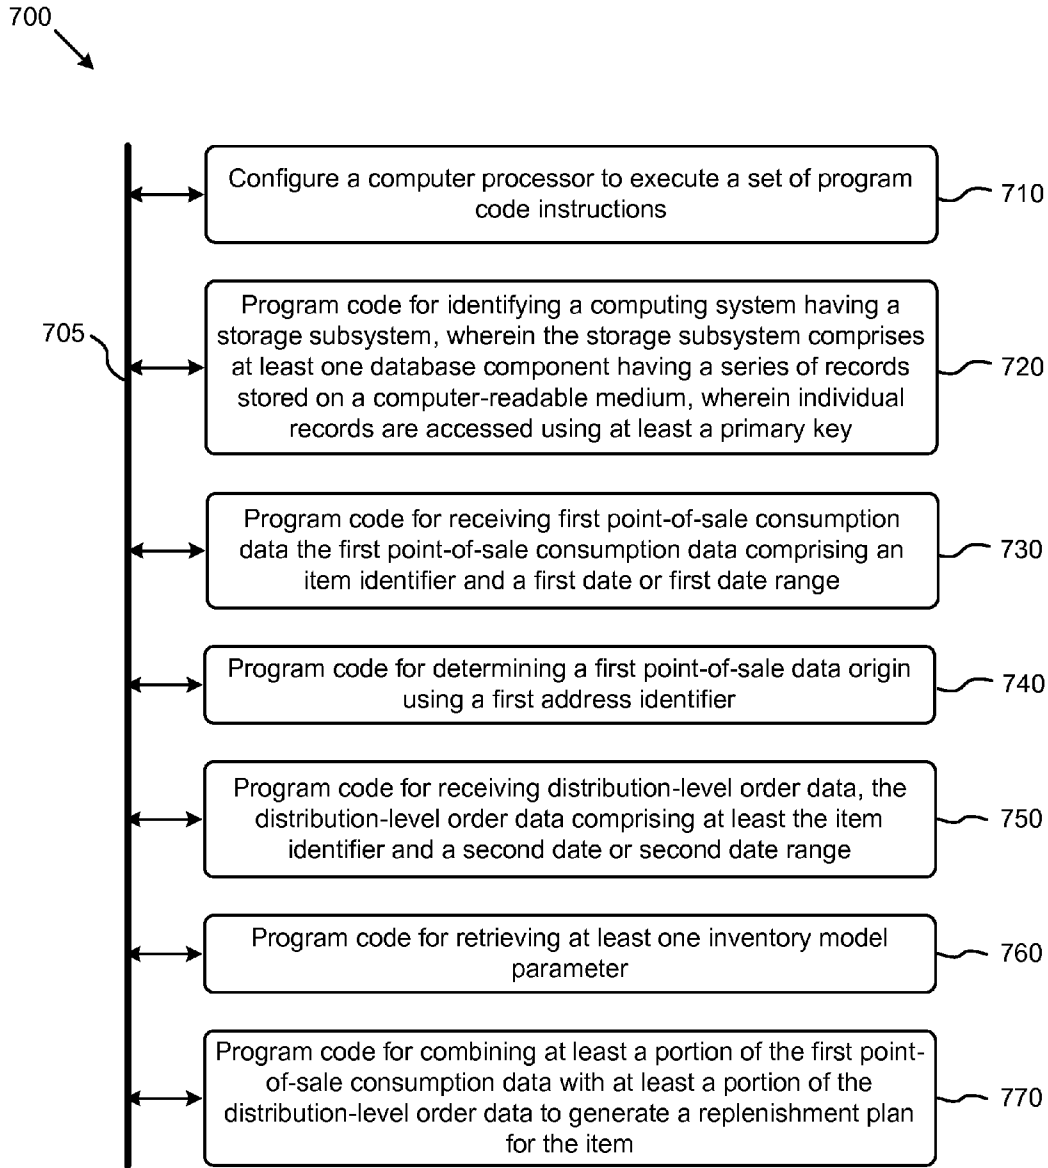 700
Configure a computer processor to execute a set of program
code instructions
710
705
Program code for identifying a computing system having a
storage subsystem, wherein the storage subsystem comprises
at least one database component having a series of records
stored on a computer-readable medium, wherein individual
records are accessed using at least a primary key
720
Program code for receiving first point-of-sale consumption
data the first point-of-sale consumption data comprising an
item identifier and a first date or first date range
730
Program code for determining a first point-of-sale data origin
using a first address identifier
740
Program code for receiving distribution-level order data, the
distribution-level order data comprising at least the item
identifier and a second date or second date range
750
Program code for retrieving at least one inventory model
parameter
760
Program code for combining at least a portion of the first point-
of-sale consumption data with at least a portion of the
distribution-level order data to generate a replenishment plan
for the item
770